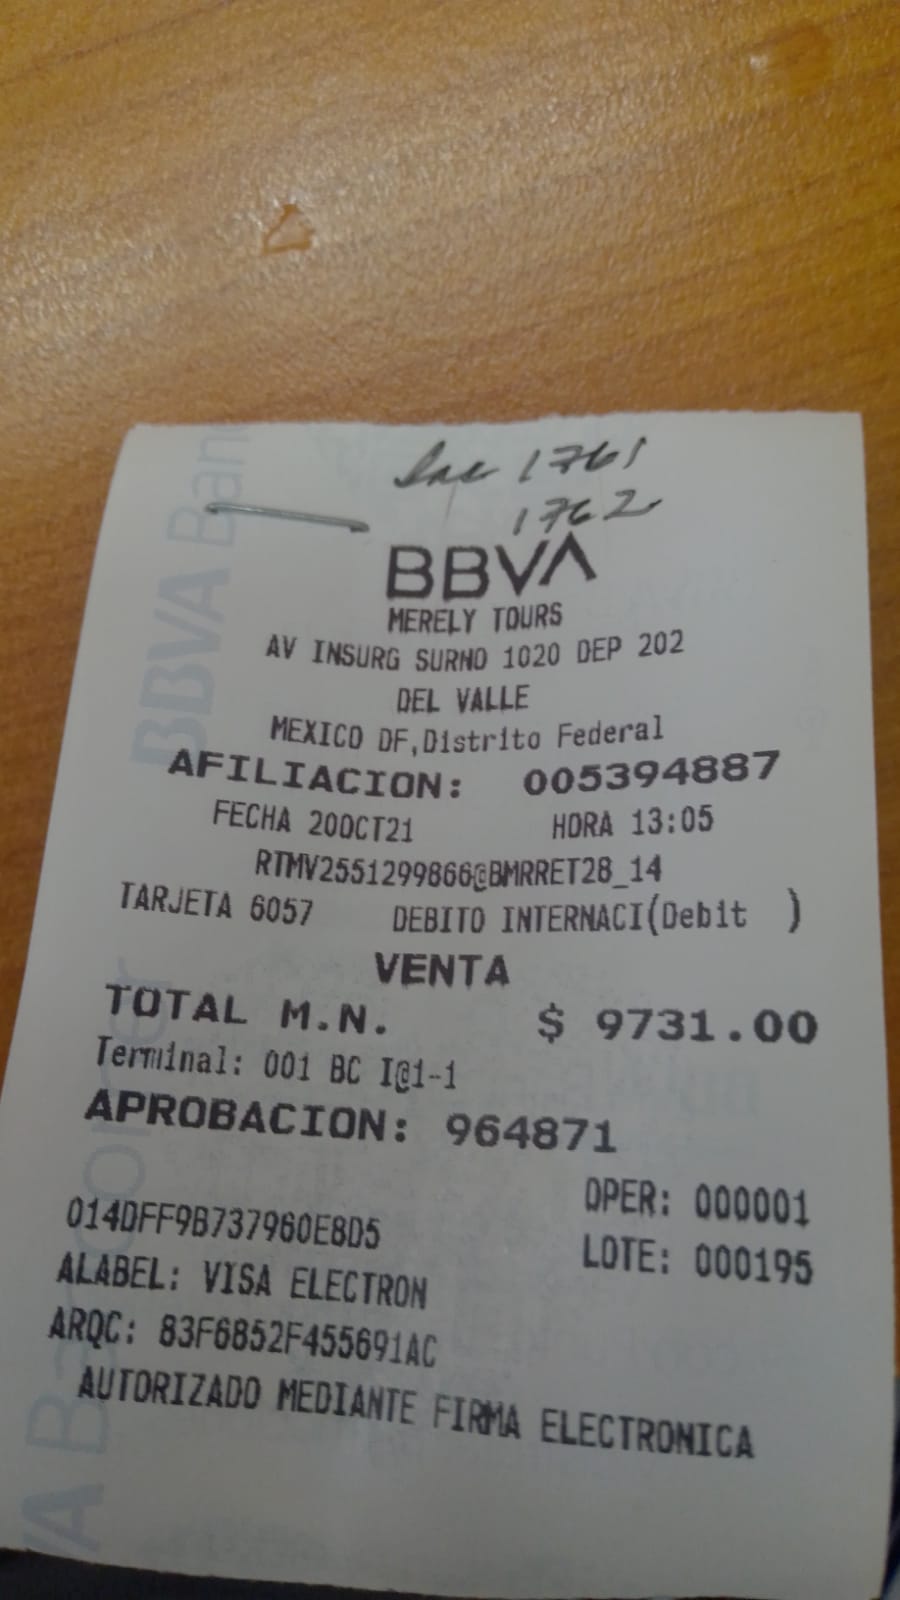 1761
1762
BBVA
MERELY TOURS
AV INSURG SURNO 1020 DEP 202
DEL VALLE
MEXICO DF,Distrito Federal
AFILIACION: 005394887
FECHA 20OCT21 HORA 13:05
RTMV2551299866@BMRRET28_14
TARJETA 6057 DEBITO INTERNACI(Debit )
VENTA
TOTAL M.N. $ 9731.00
Terminal: 001 BC I@1-1
APROBACION: 964871
OPER: 000001
014DFF9B737960E8D5
LOTE: 000195
ALABEL: VISA ELECTRON
ARQC: 83F6852F455691AC
AUTORIZADO MEDIANTE FIRMA ELECTRONICA